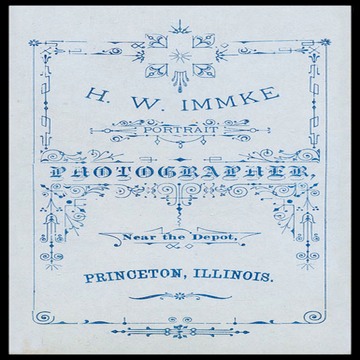 H. W. IMMKE
PORTRAIT
PHOTOGRAPHER,
Near the Depot,
PRINCETON, ILLINOIS.